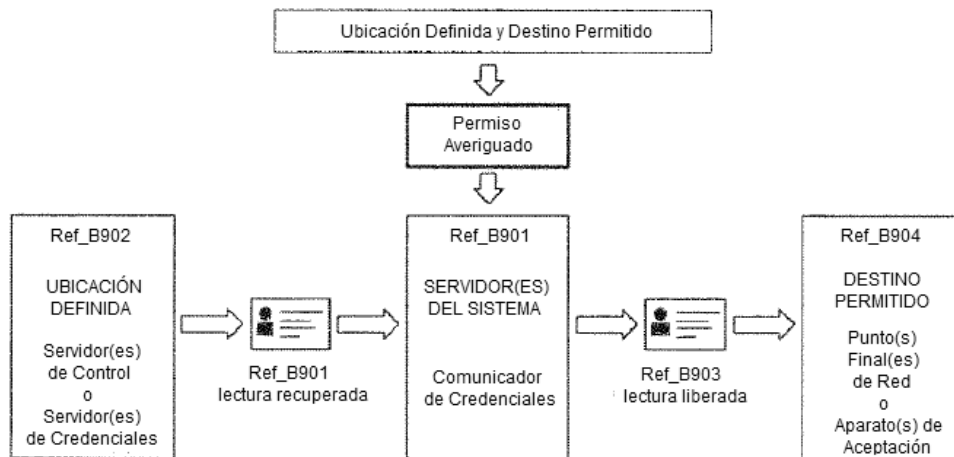 Ubicación Definida y Destino Permitido
Permiso
Averiguado
Ref_B902
UBICACIÓN
DEFINIDA
Servidor(es)
de Control
o
Servidor(es)
de Credenciales
Ref_B901
lectura recuperada
Ref_B901
SERVIDOR(ES)
DEL SISTEMA
Comunicador
de Credenciales
Ref_B903
lectura liberada
Ref_B904
DESTINO
PERMITIDO
Punto(s)
Final(es)
de Red
o
Aparato(s) de
Aceptación